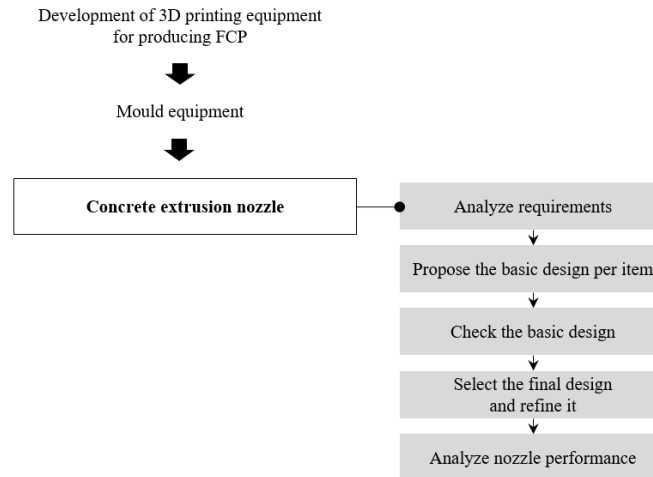 Development of 3D printing equipment
for producing FCP
Mould equipment
Concrete extrusion nozzle
Analyze requirements
Propose the basic design per item
Check the basic design
Select the final design
and refine it
Analyze nozzle performance